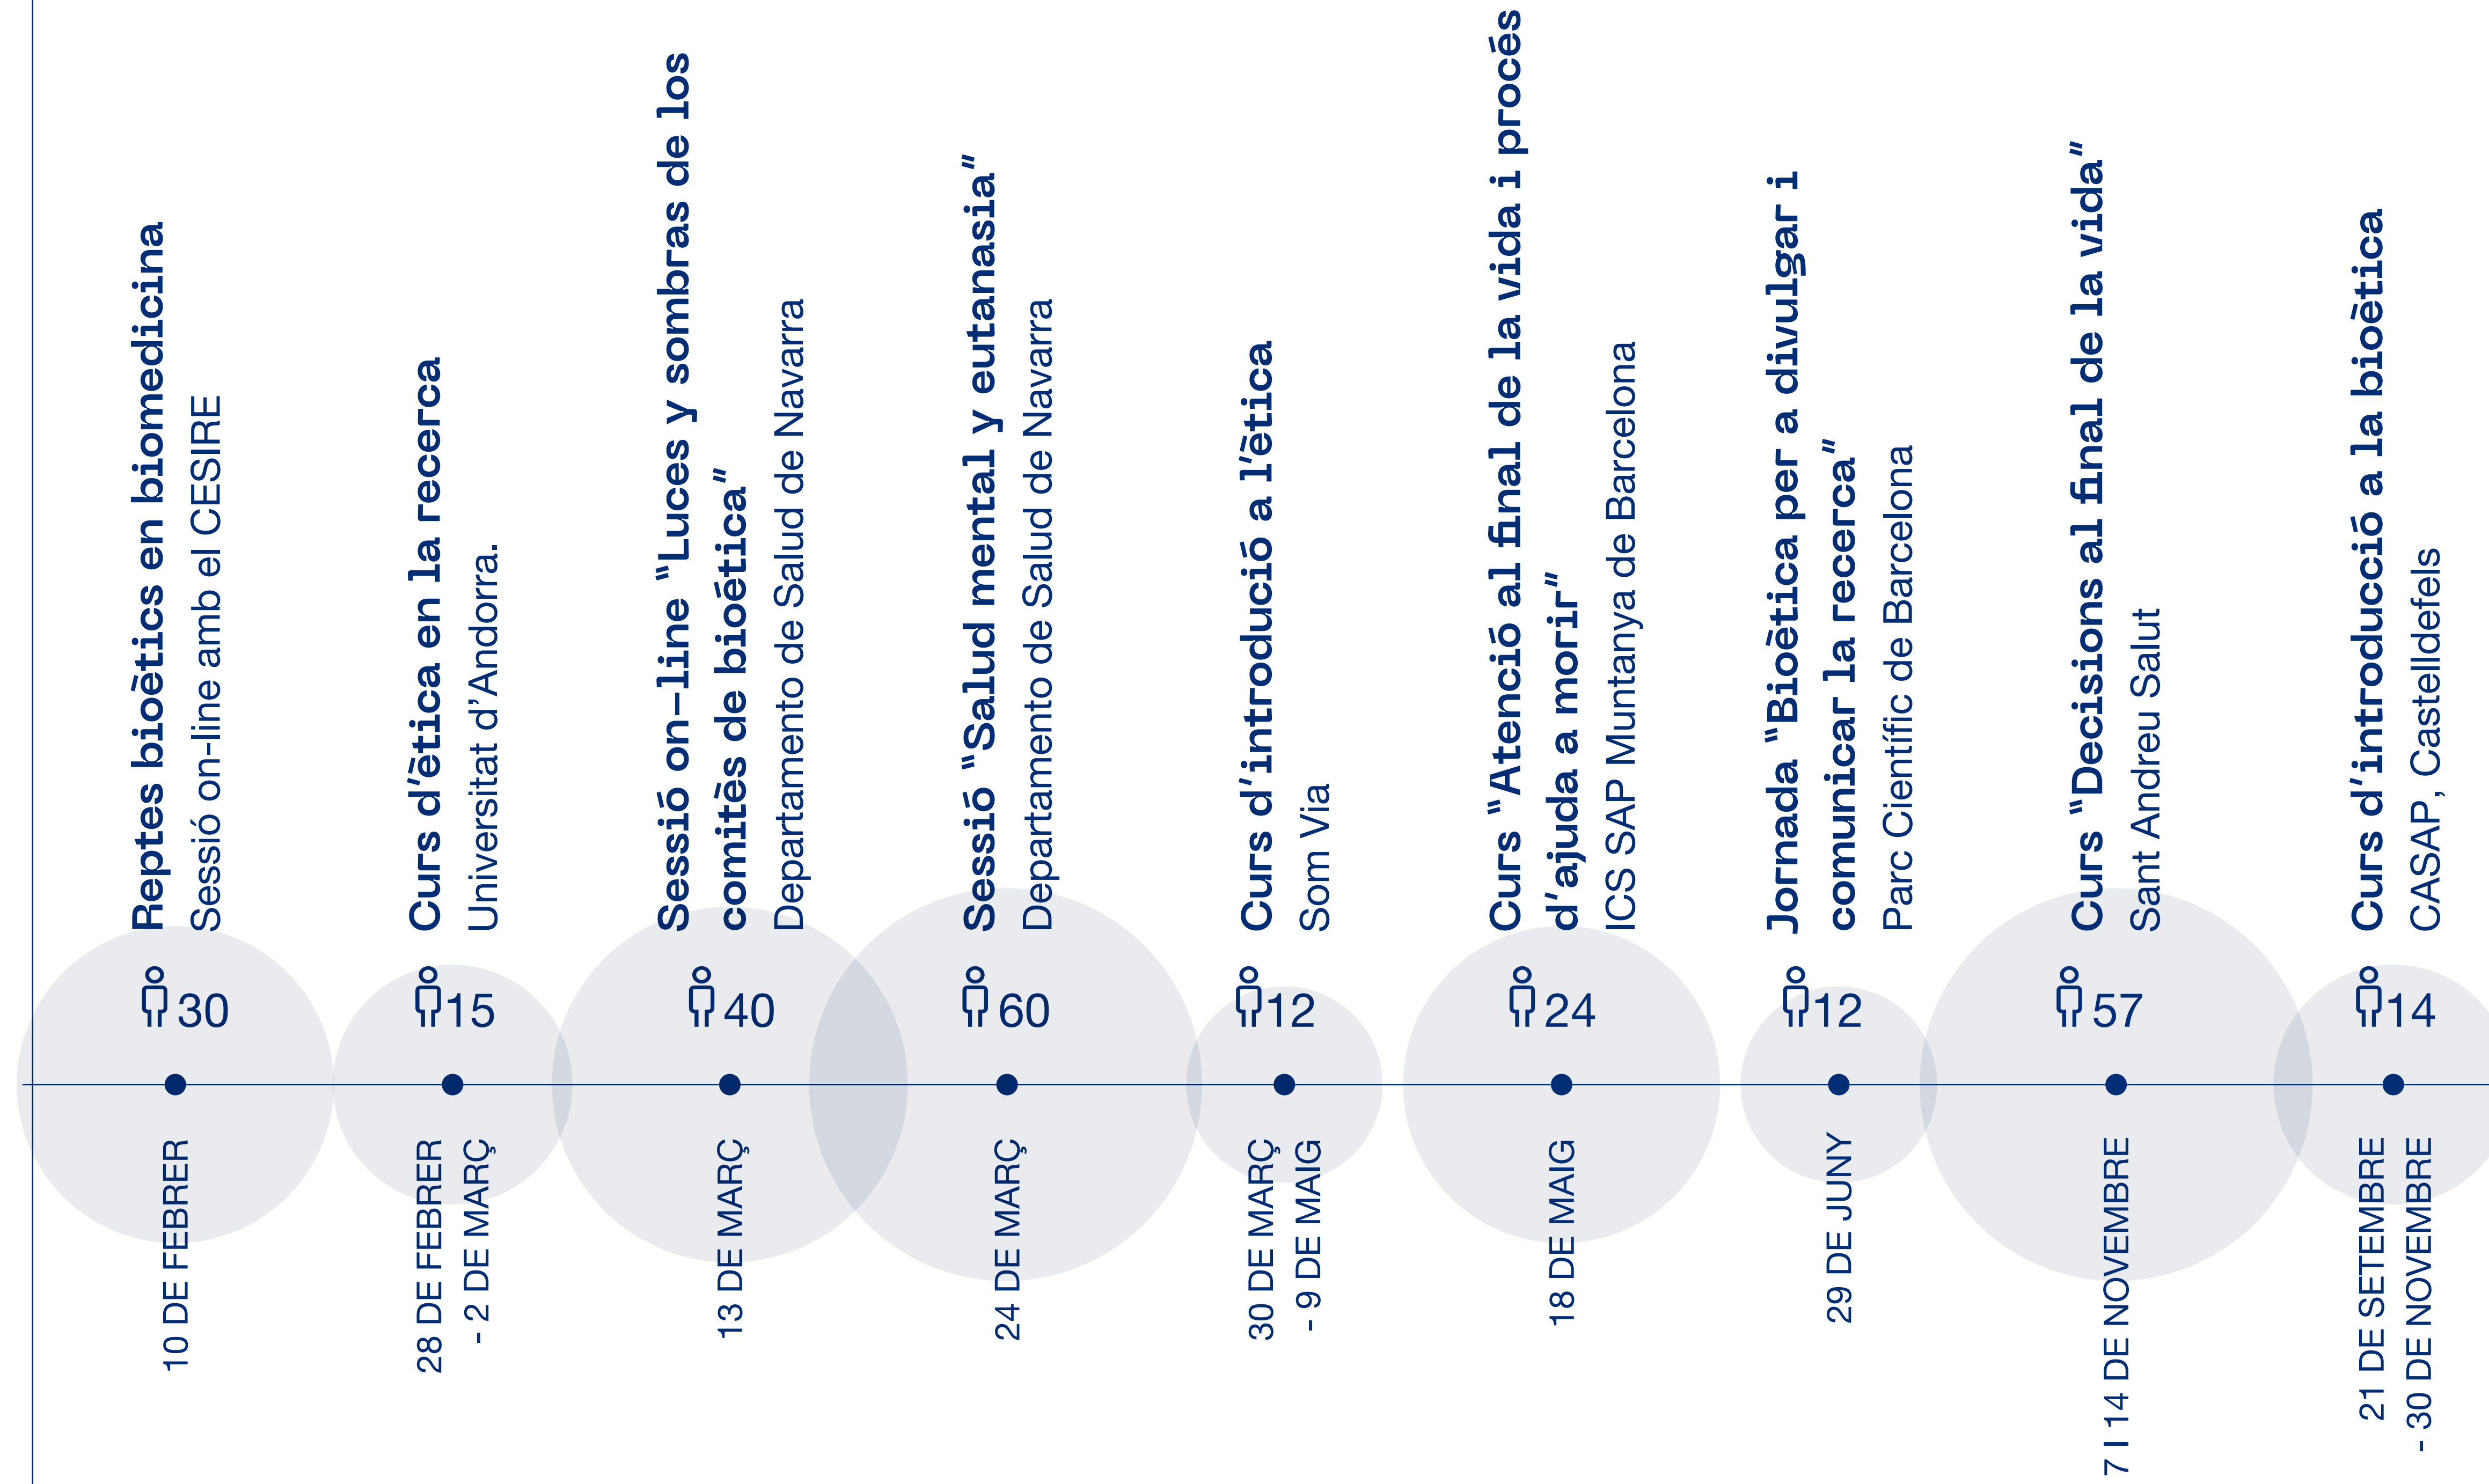 Reptes bioètics en biomedicina
Sessió on-line amb el CESIRE
30
10 DE FEBRER
Curs d'ètica en la recerca
Universitat d'Andorra.
15
28 DE FEBRER
- 2 DE MARÇ
Sessió on-line "Luces y sombras de los
comitès de bioética"
Departamento de Salud de Navarra
40
13 DE MARÇ
Sessió "Salud mental y eutanasia"
Departamento de Salud de Navarra
60
24 DE MARÇ
Curs d'introdució a l'ètica
Som Via
12
30 DE MARÇ
- 9 DE MAIG
Curs "Atenció al final de la vida i procés
d'ajuda a morir"
ICS SAP Muntanya de Barcelona
24
18 DE MAIG
Jornada "Bioètica per a divulgar i
comunicar la recerca"
Parc Científic de Barcelona
12
29 DE JUNY
Curs "Decisions al final de la vida"
Sant Andreu Salut
57
7 I 14 DE NOVEMBRE
Curs d'introducció a la bioètica
CASAP, Castelldefels
14
21 DE SETEMBRE
- 30 DE NOVEMBRE